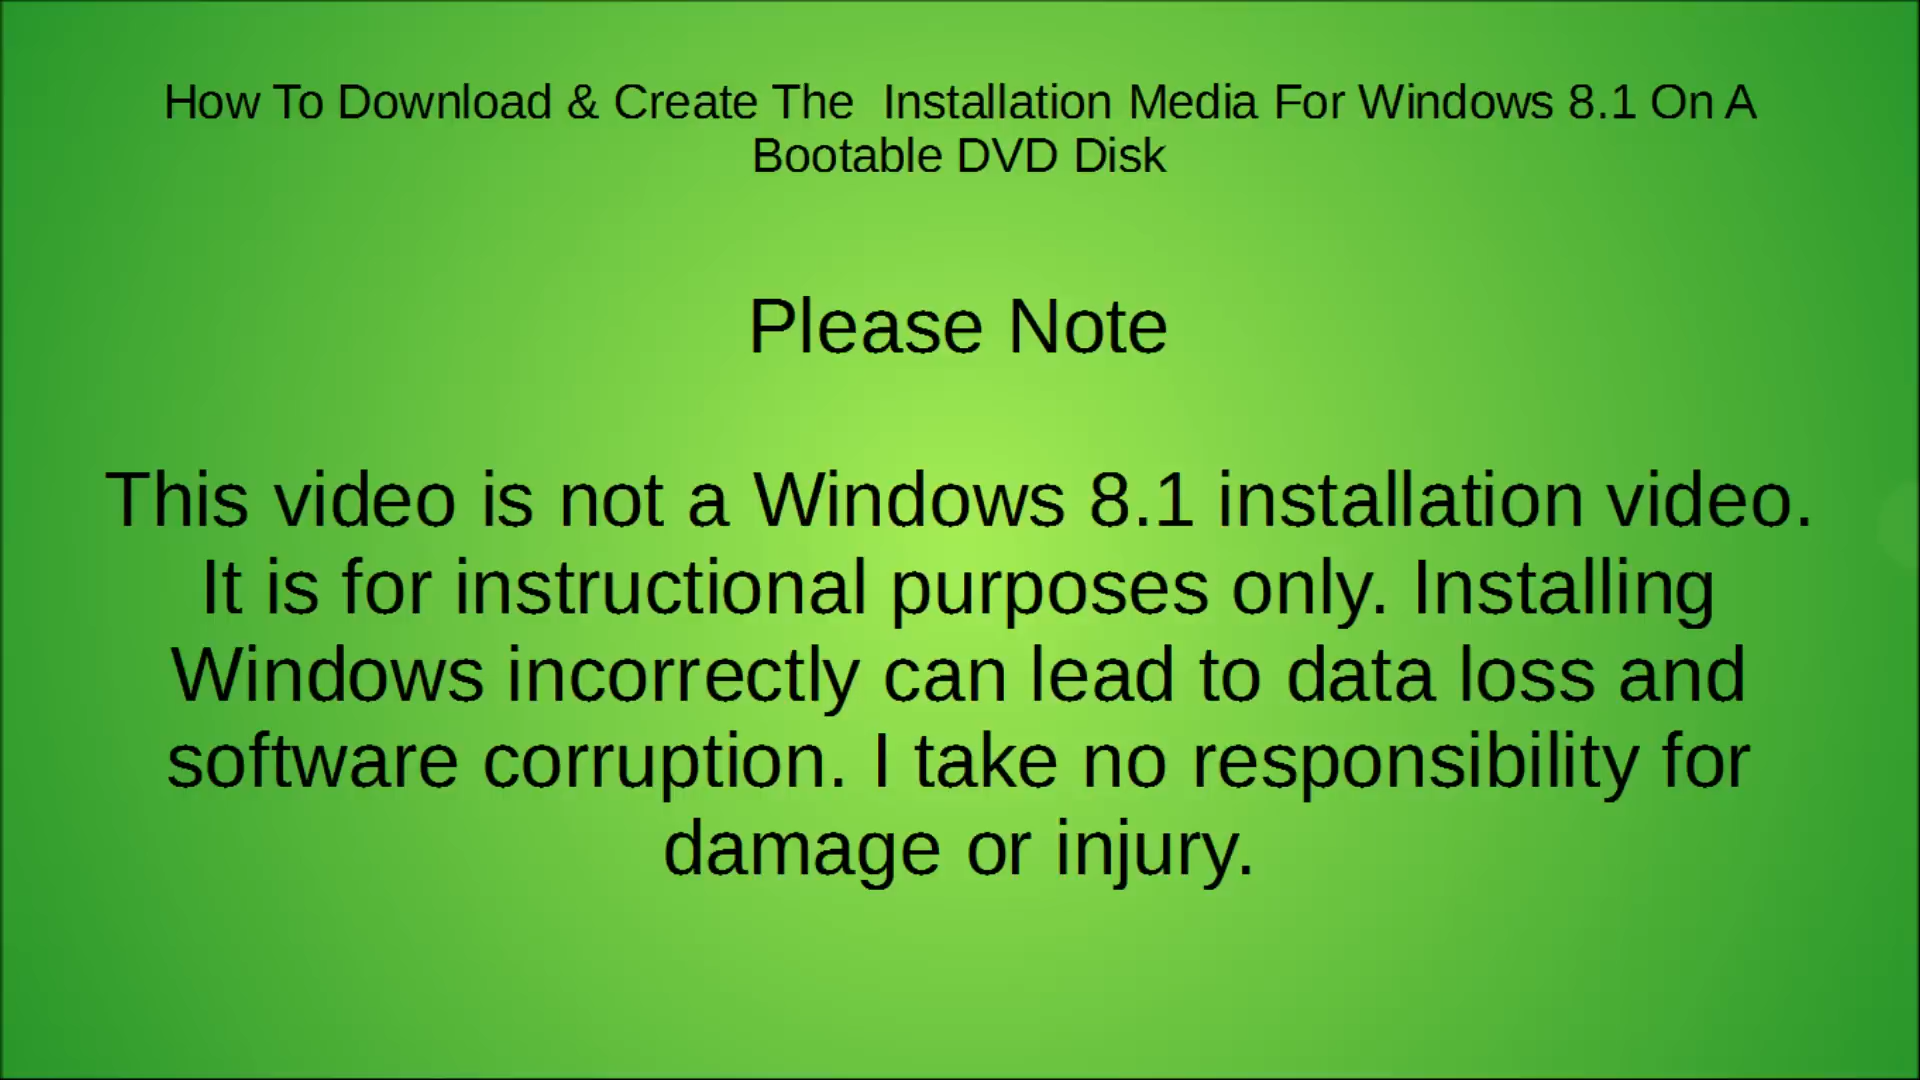 How To Download & Create The  Installation Media For Windows 8.1 On A
Bootable DVD Disk
Please Note
This video is not a Windows 8.1 installation video.
It is for instructional purposes only. Installing
Windows incorrectly can lead to data loss and
software corruption. I take no responsibility for
damage or injury.